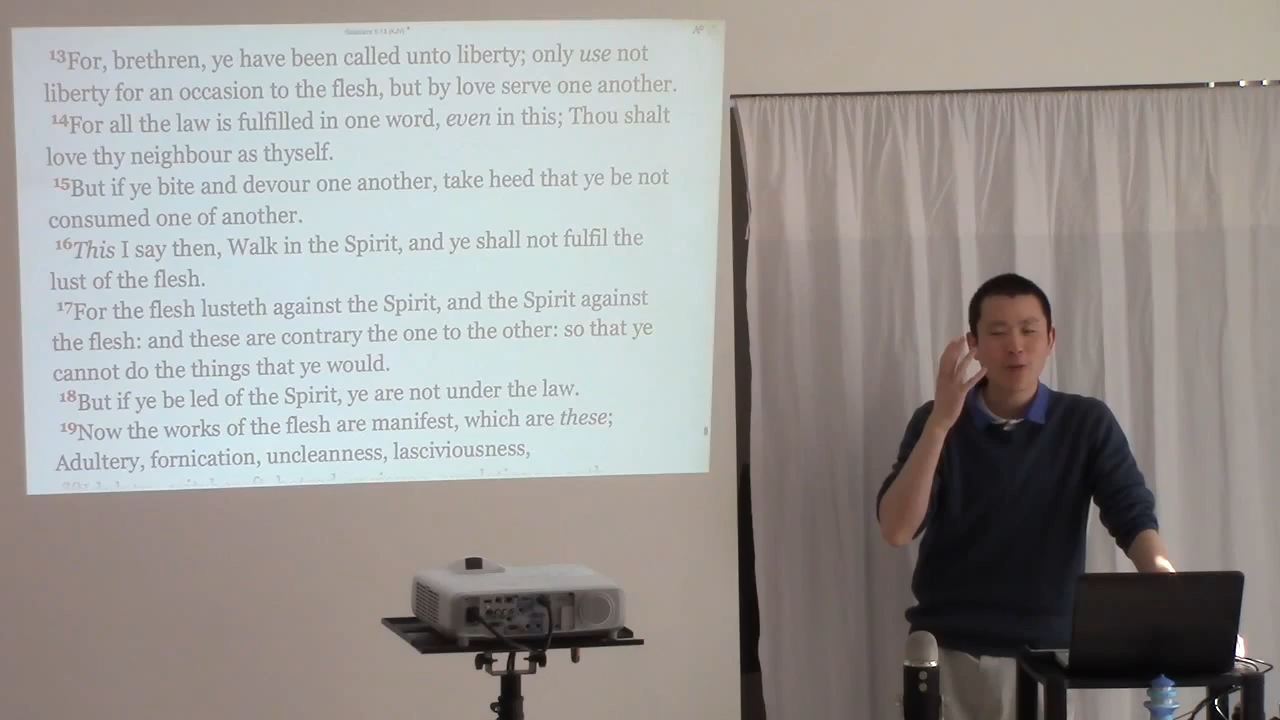 13For, brethren, ye have been called unto liberty; only use not
liberty for an occasion to the flesh, but by love serve one another.
14For all the law is fulfilled in one word, even in this; Thou shalt
love thy neighbour as thyself.
15But if ye bite and devour one another, take heed that ye be not
consumed one of another.
16This I say then, Walk in the Spirit, and ye shall not fulfil the
lust of the flesh.
17For the flesh lusteth against the Spirit, and the Spirit against
the flesh: and these are contrary the one to the other: so that ye
cannot do the things that ye would.
18But if ye be led of the Spirit, ye are not under the law.
19Now the works of the flesh are manifest, which are these;
Adultery, fornication, uncleanness, lasciviousness,